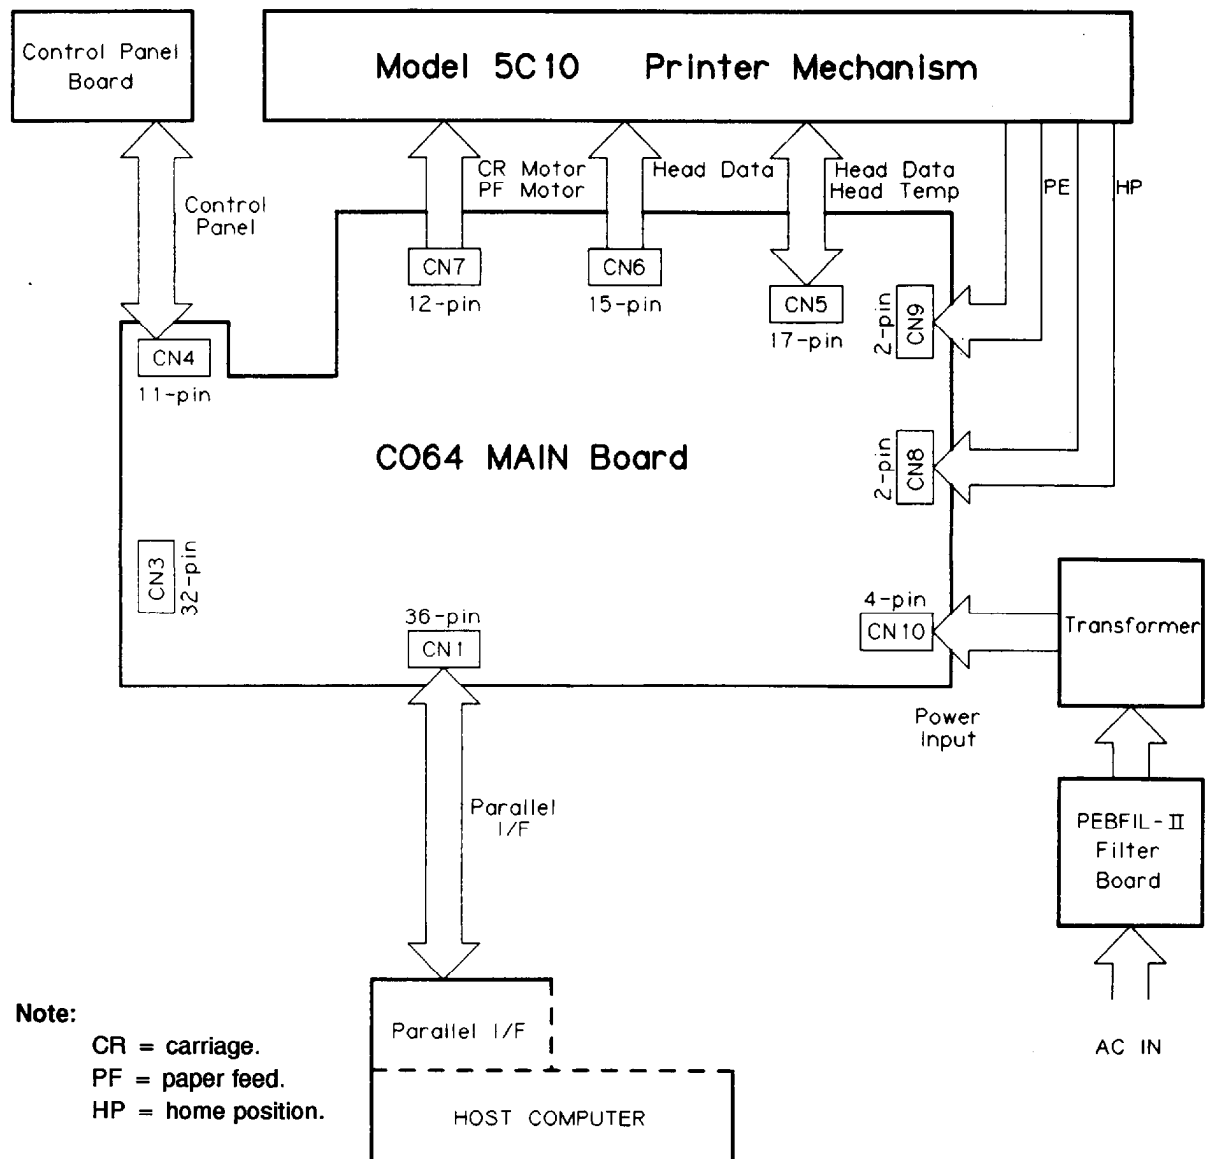 Control Panel
Board
Model 5C10 Printer Mechanism
CR Motor
PF Motor
Head Data
Head Data
Head Temp
PE
HP
Control
Panel
CN7
12-pin
CN6
15-pin
CN5
17-pin
CN9
2-pin
CN4
11-pin
CO64 MAIN Board
CN8
2-pin
CN3
32-pin
36-pin
CN1
4-pin
CN10
Transformer
Power
Input
Parallel
I/F
PEBFIL-II
Filter
Board
Note:
CR = carriage.
PF = paper feed.
HP = home position.
Parallel I/F
AC IN
HOST COMPUTER